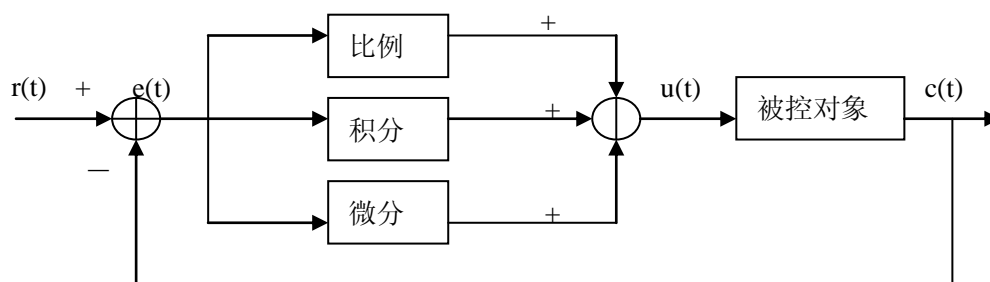 比例
+
r(t) + e(t)
积分
+
u(t)
被控对象
c(t)
—
微分
+